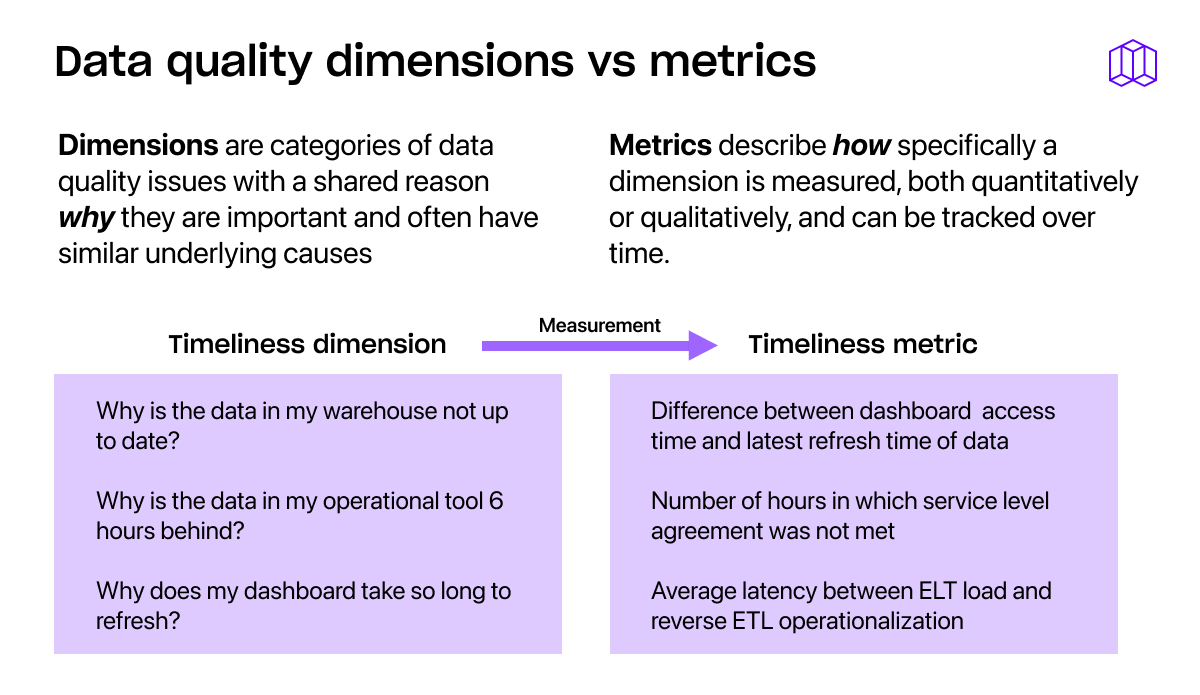 Data quality dimensions vs metrics
Dimensions are categories of data
quality issues with a shared reason
why they are important and often have
similar underlying causes
Metrics describe how specifically a
dimension is measured, both quantitatively
or qualitatively, and can be tracked over
time.
Measurement
Timeliness dimension
Timeliness metric
Why is the data in my warehouse not up
to date?
Why is the data in my operational tool 6
hours behind?
Why does my dashboard take so long to
refresh?
Difference between dashboard  access
time and latest refresh time of data
Number of hours in which service level
agreement was not met
Average latency between ELT load and
reverse ETL operationalization